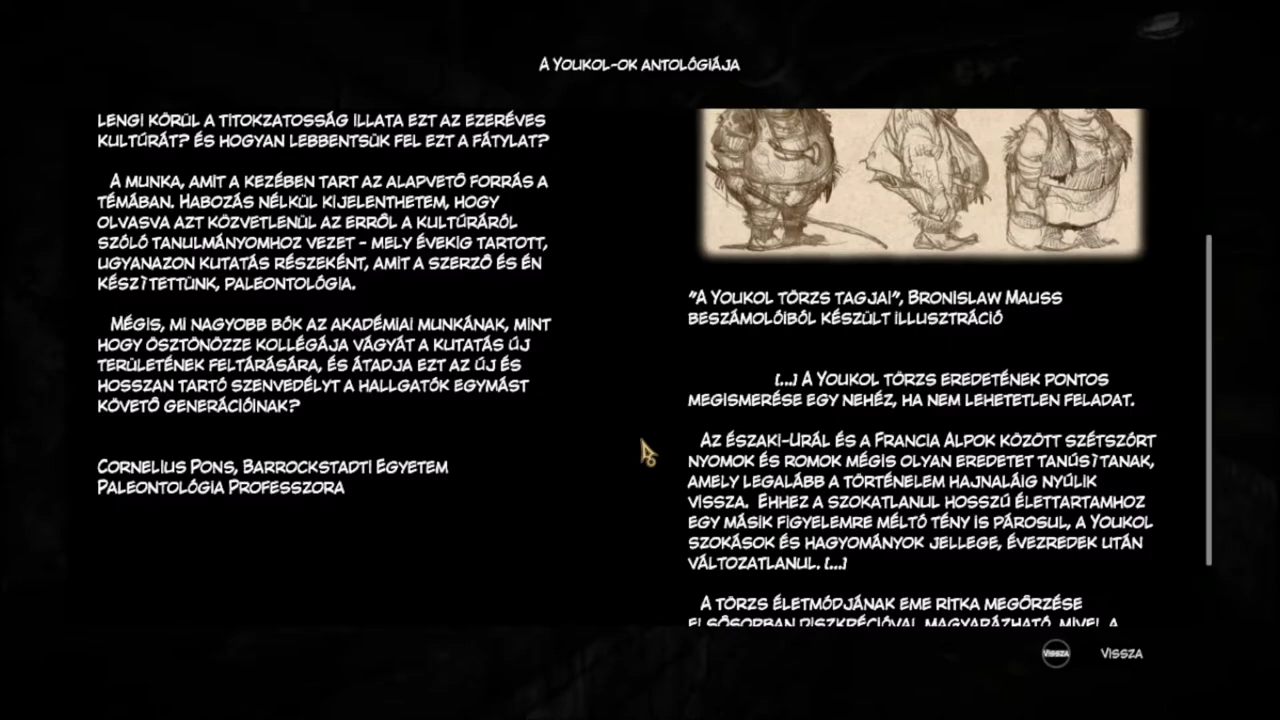 A Youkol-ok antológiája
lengi körül a titokzatosság illata ezt az ezeréves
kultúrát? És hogyan lebbentsük fel ezt a fátylat?
A munka, amit a kezében tart az alapvető forrás a
témában. Habozás nélkül kijelenthetem, hogy
olvasva azt közvetlenül az erről a kultúráról
szóló tanulmányomhoz vezet - mely évekig tartott,
ugyanazon kutatás részeként, amit a szerző és én
készítettünk, paleontológia.
Mégis, mi nagyobb bók az akadémiai munkának, mint
hogy ösztönözze kollégája vágyát a kutatás új
területének feltárására, és átadja ezt az új és
hosszan tartó szenvedélyt a hallgatók egymást
követő generációinak?
Cornelius Pons, Barrockstadti Egyetem
Paleontológia Professzora
"A Youkol törzs tagjai", Bronislaw Mauss
beszámolóiból készült illusztráció
[...] A Youkol törzs eredetének pontos
megismerése egy nehéz, ha nem lehetetlen feladat.
Az Északi-Urál és a Francia Alpok között szétszórt
nyomok és romok mégis olyan eredetet tanúsítanak,
amely legalább a történelem hajnaláig nyúlik
vissza. Ehhez a szokatlanul hosszú élettartamhoz
egy másik figyelemre méltó tény is párosul, a Youkol
szokások és hagyományok jellege, évezredek után
változatlanul. [...]
A törzs életmódjának eme ritka megőrzése
elsősorban diszkrécióval magyarázható, mivel a
Vissza
Vissza